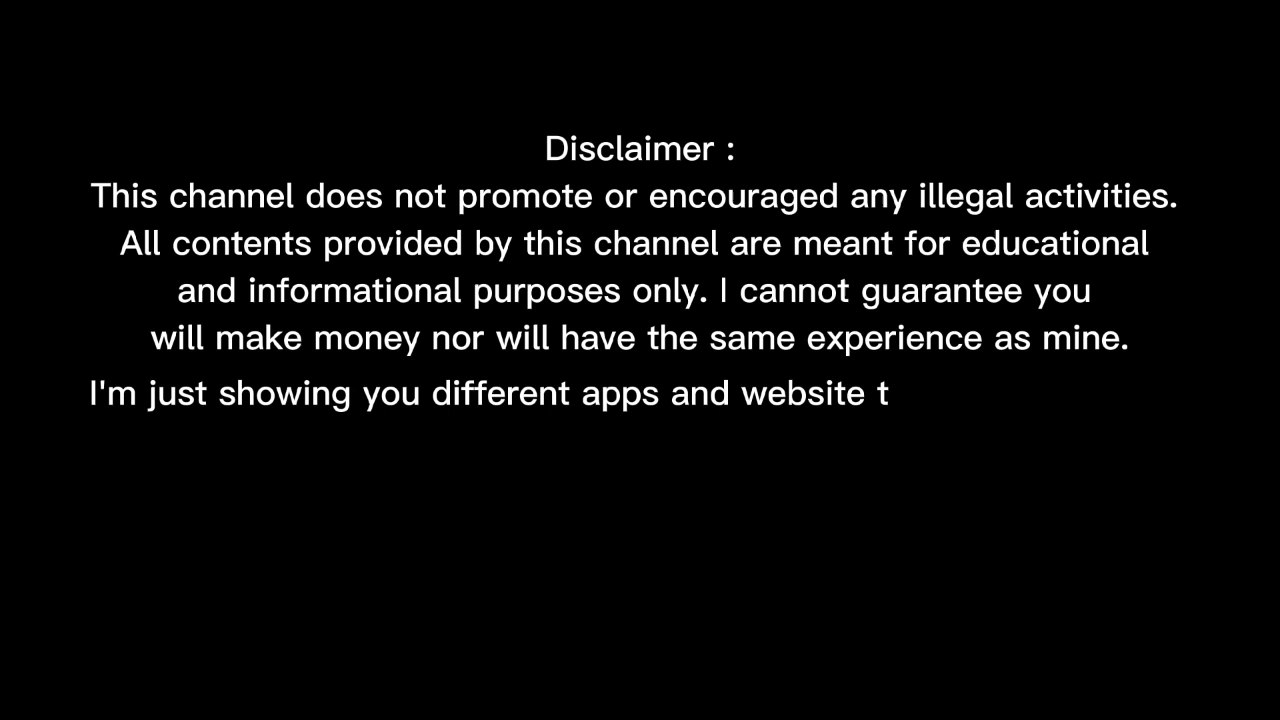 Disclaimer :
This channel does not promote or encouraged any illegal activities.
All contents provided by this channel are meant for educational
and informational purposes only. I cannot guarantee you
will make money nor will have the same experience as mine.
I'm just showing you different apps and website t